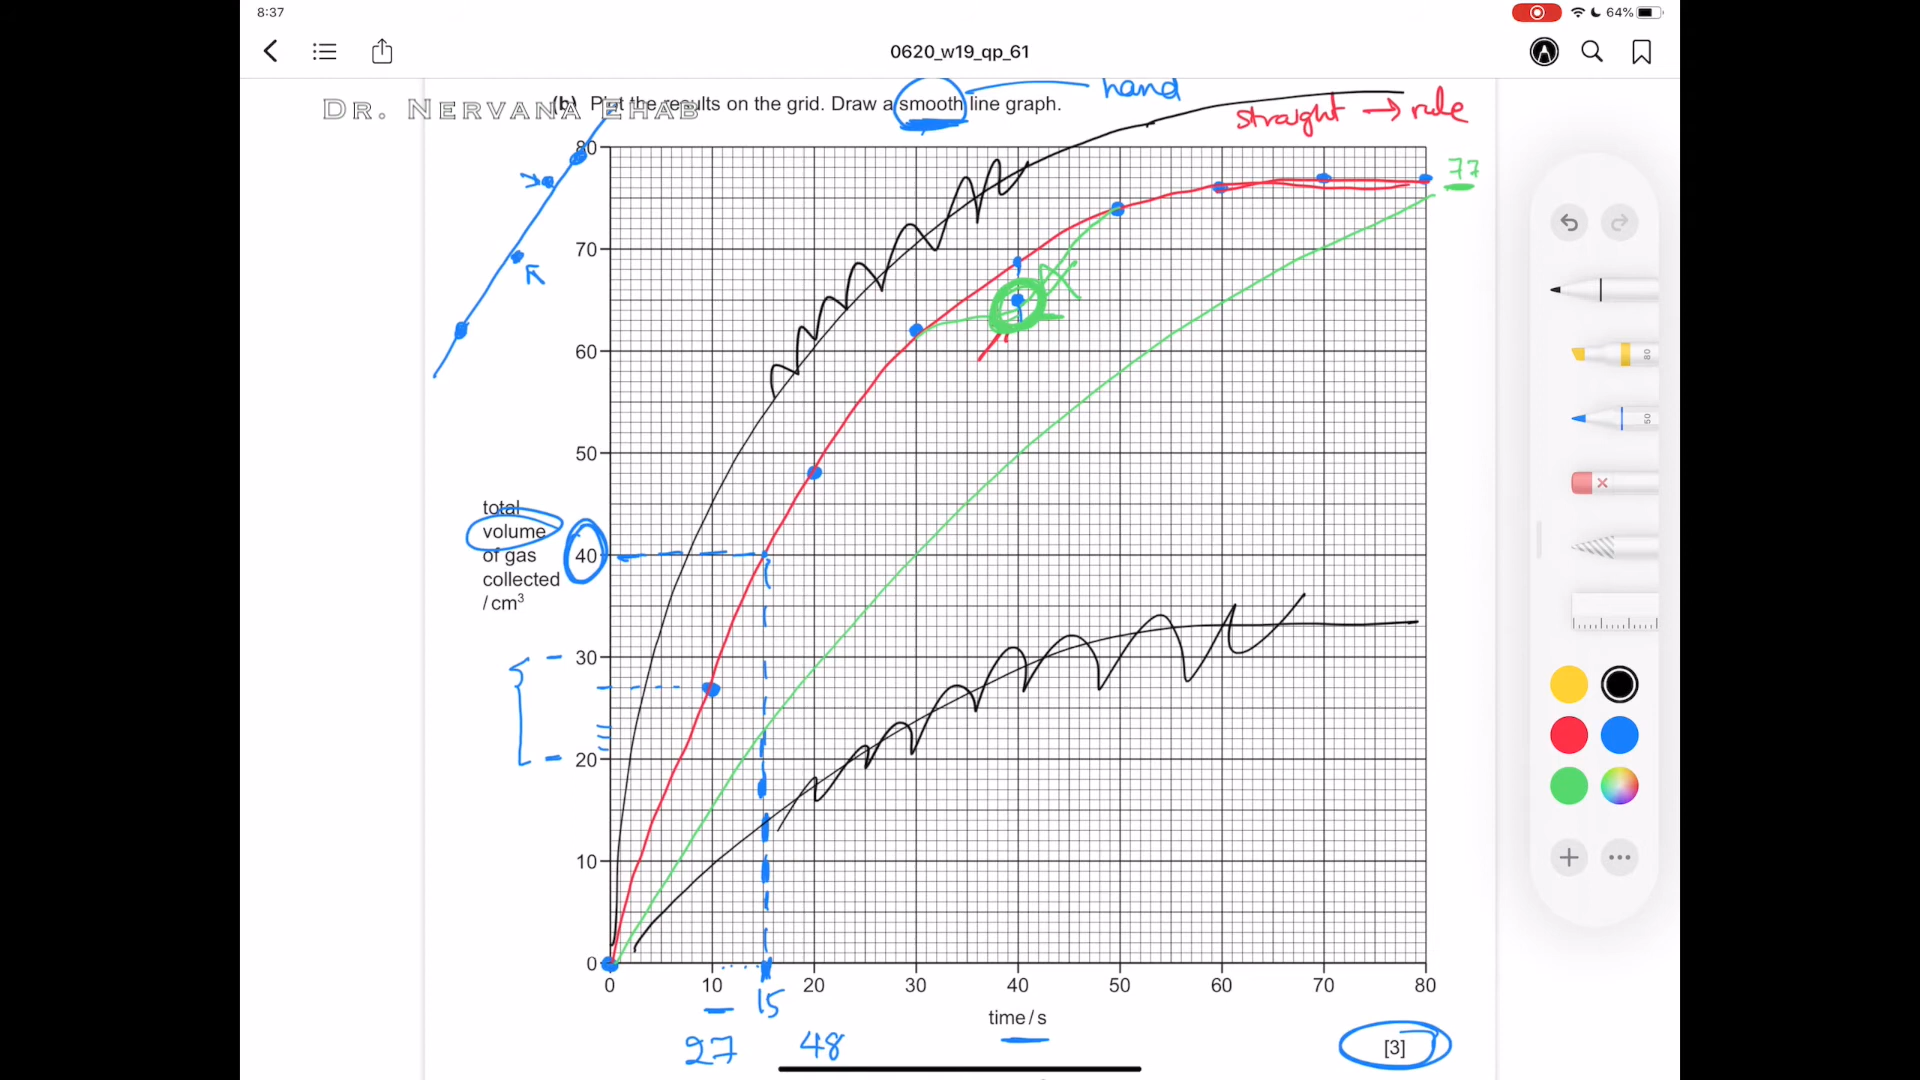 8:37
64%
0620_w19_qp_61
DR. NERVANA EHAB
(b) Plot the results on the grid. Draw a smooth line graph.
hand
straight → rule
80
77
70
60
50
total
volume
of gas
collected
/ cm³
40
30
20
10
0
0 10 20 30 40 50 60 70 80
15
time / s
27 48
[3]
80
50